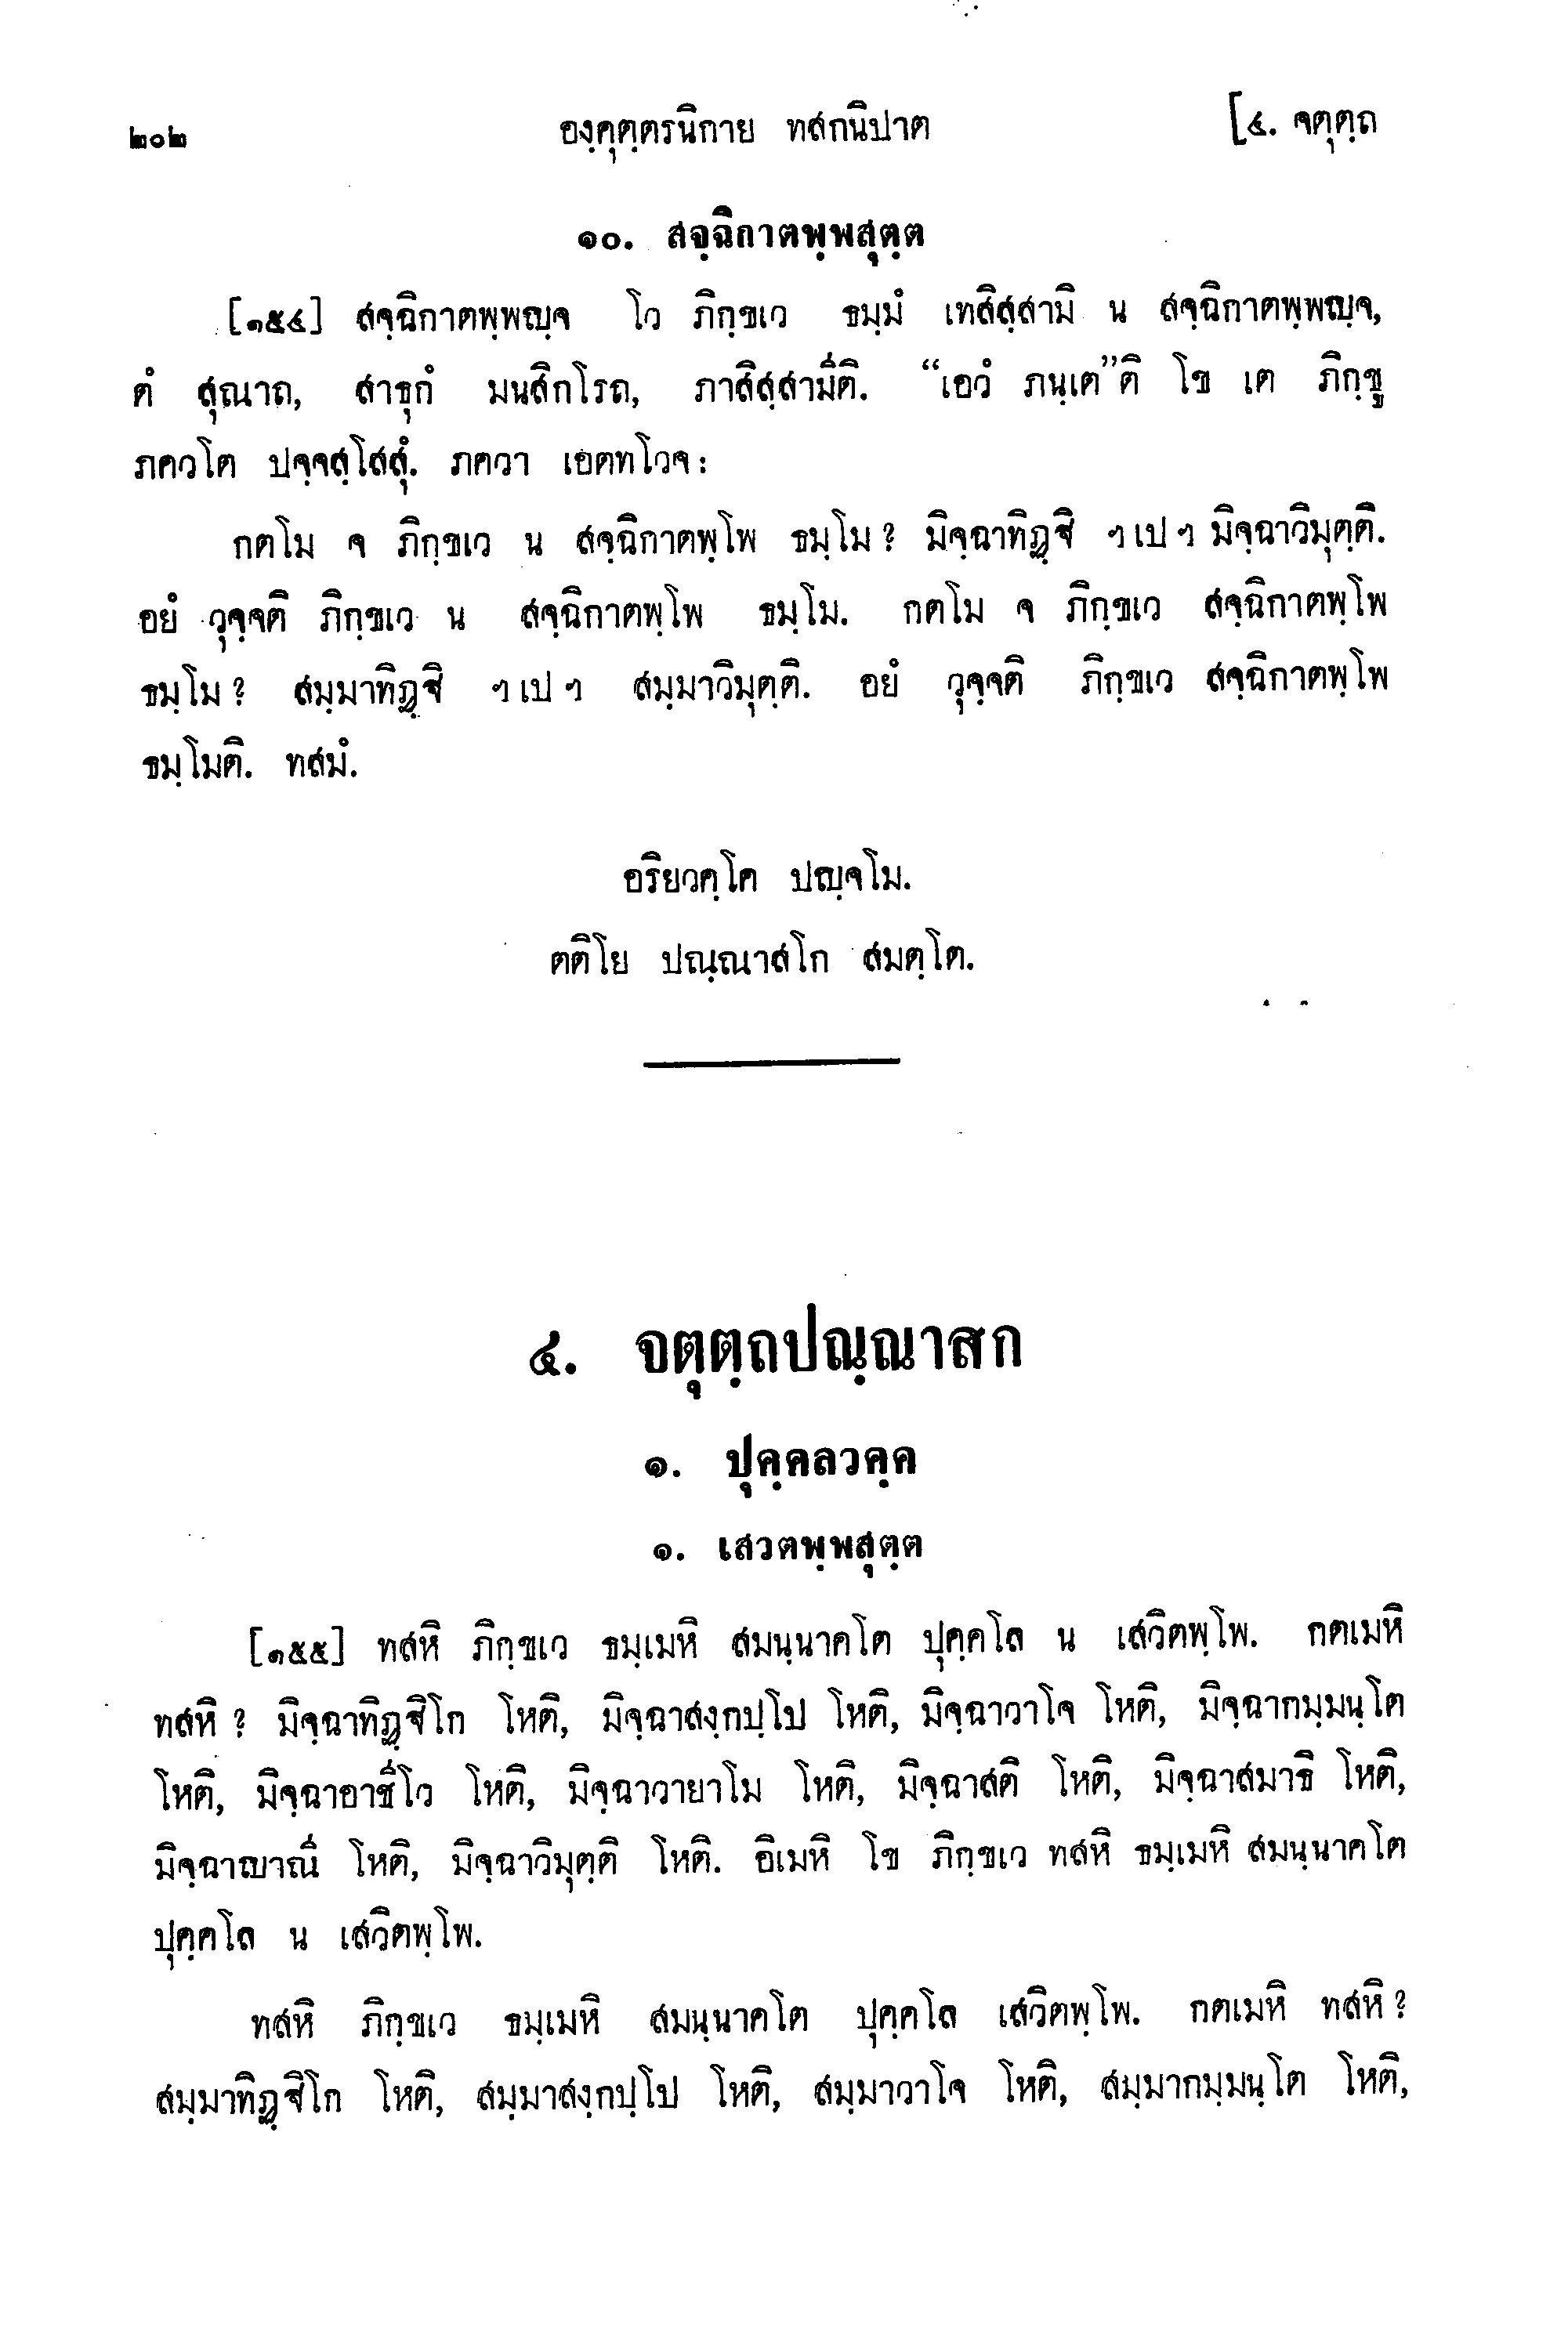 ๒๐๒ องฺคุตฺตรนิกาย ทสกนิปาต [๔. จตุตฺถ
๑๐. สจฺฉิกาตพฺพสุตฺต
[๑๕๔] สจฺฉิกาตพฺพญฺจ โว ภิกฺขเว ธมฺมํ เทสิสฺสามิ น สจฺฉิกาตพฺพญฺจ,
ตํ สุณาถ, สาธุกํ มนสิกโรถ, ภาสิสฺสามีติ. “เอวํ ภนฺเต”ติ โข เต ภิกฺขู
ภควโต ปจฺจสฺโสสุํ. ภควา เอตทโวจ:
กตโม จ ภิกฺขเว น สจฺฉิกาตพฺโพ ธมฺโม? มิจฺฉาทิฏฺฐิ ฯเปฯ มิจฺฉาวิมุตฺติ.
อยํ วุจฺจติ ภิกฺขเว น สจฺฉิกาตพฺโพ ธมฺโม. กตโม จ ภิกฺขเว สจฺฉิกาตพฺโพ
ธมฺโม? สมฺมาทิฏฺฐิ ฯเปฯ สมฺมาวิมุตฺติ. อยํ วุจฺจติ ภิกฺขเว สจฺฉิกาตพฺโพ
ธมฺโมติ. ทสมํ.
อริยวคฺโค ปญฺจโม.
ตติโย ปณฺณาสโก สมตฺโต.
๔. จตุตฺถปณฺณาสก
๑. ปุคฺคลวคฺค
๑. เสวตพฺพสุตฺต
[๑๕๕] ทสหิ ภิกฺขเว ธมฺเมหิ สมนฺนาคโต ปุคฺคโล น เสวิตพฺโพ. กตเมหิ
ทสหิ? มิจฺฉาทิฏฺฐิโก โหติ, มิจฺฉาสงฺกปฺโป โหติ, มิจฺฉาวาโจ โหติ, มิจฺฉากมฺมนฺโต
โหติ, มิจฺฉาอาชีโว โหติ, มิจฺฉาวายาโม โหติ, มิจฺฉาสติ โหติ, มิจฺฉาสมาธิ โหติ,
มิจฺฉาญาณี โหติ, มิจฺฉาวิมุตฺติ โหติ. อิเมหิ โข ภิกฺขเว ทสหิ ธมฺเมหิ สมนฺนาคโต
ปุคฺคโล น เสวิตพฺโพ.
ทสหิ ภิกฺขเว ธมฺเมหิ สมนฺนาคโต ปุคฺคโล เสวิตพฺโพ. กตเมหิ ทสหิ?
สมฺมาทิฏฺฐิโก โหติ, สมฺมาสงฺกปฺโป โหติ, สมฺมาวาโจ โหติ, สมฺมากมฺมนฺโต โหติ,